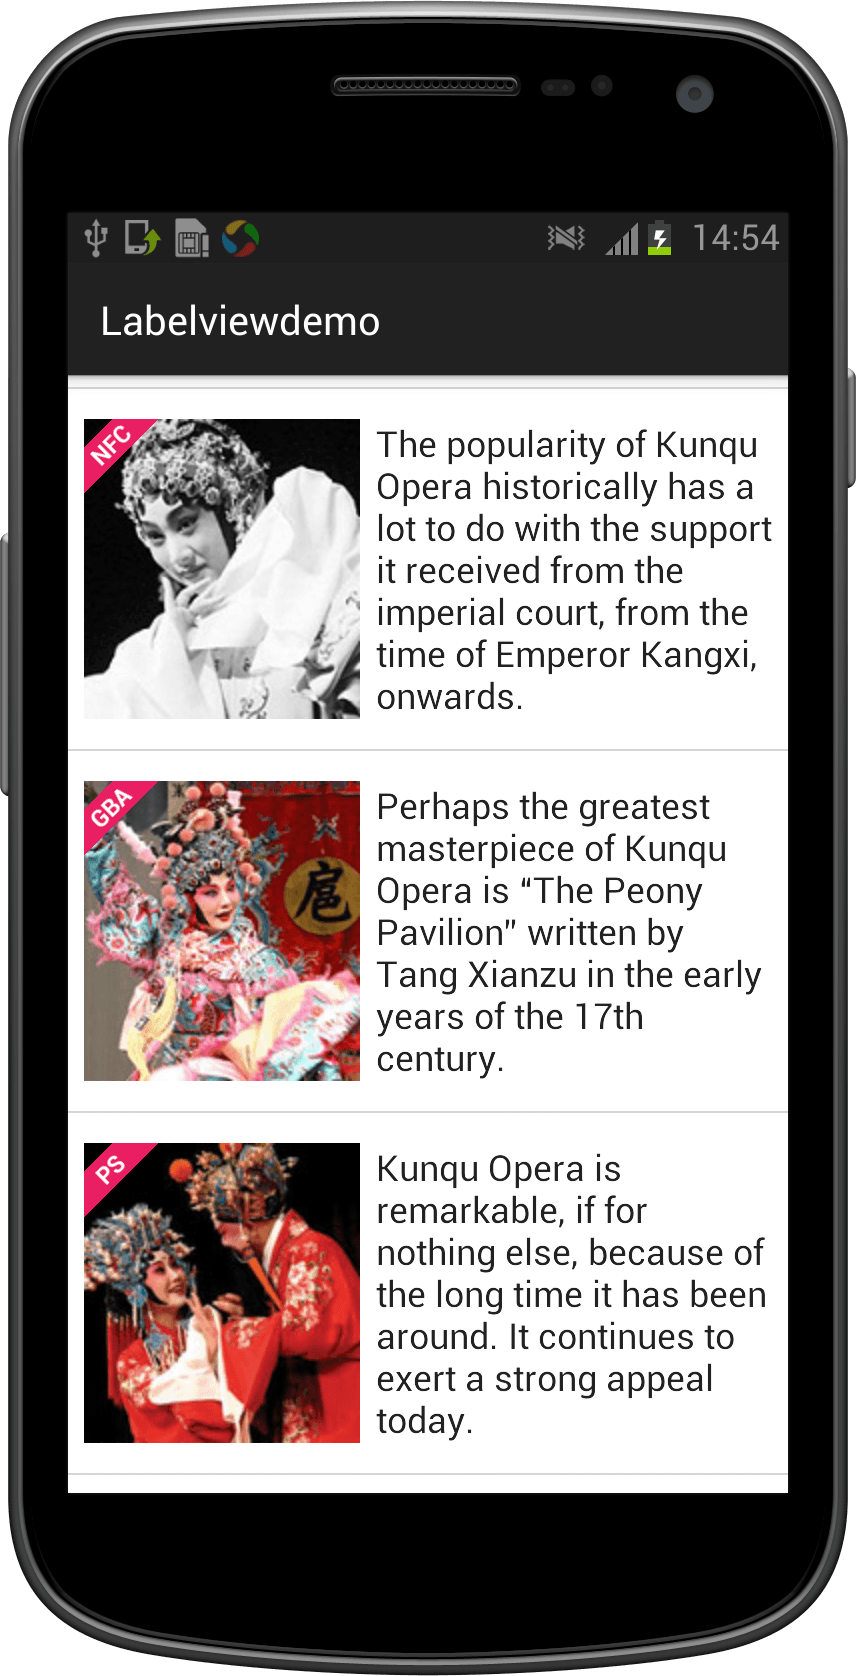 14:54
Labelviewdemo
NFC
The popularity of Kunqu
Opera historically has a
lot to do with the support
it received from the
imperial court, from the
time of Emperor Kangxi,
onwards.
GBA
扈
Perhaps the greatest
masterpiece of Kunqu
Opera is “The Peony
Pavilion” written by
Tang Xianzu in the early
years of the 17th
century.
PS
Kunqu Opera is
remarkable, if for
nothing else, because of
the long time it has been
around. It continues to
exert a strong appeal
today.